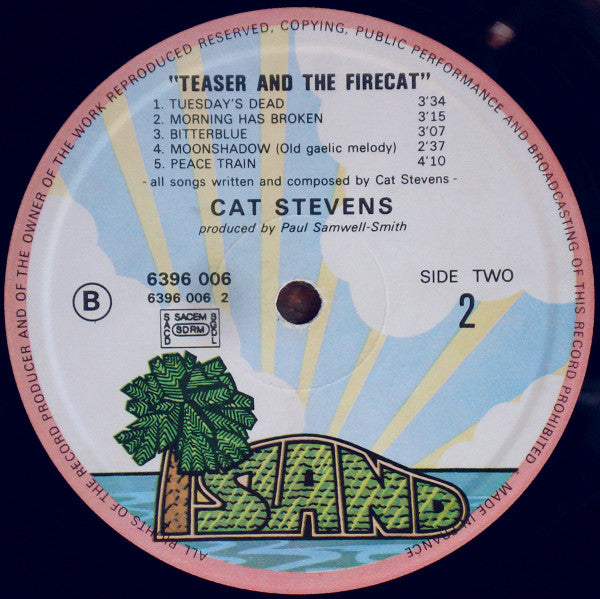 ALL RIGHTS OF THE RECORD PRODUCER AND OF THE OWNER OF THE WORK REPRODUCED RESERVED, COPYING, PUBLIC PERFORMANCE AND BROADCASTING OF THIS RECORD PROHIBITED
MADE IN FRANCE
"TEASER AND THE FIRECAT"
1. TUESDAY'S DEAD 3'34
2. MORNING HAS BROKEN 3'15
3. BITTERBLUE 3'07
4. MOONSHADOW (Old gaelic melody) 2'37
5. PEACE TRAIN 4'10
- all songs written and composed by Cat Stevens -
CAT STEVENS
produced by Paul Samwell-Smith
6396 006
6396 006 2
B
SIDE TWO
2
SACD SACEM SDRM SGDL
ISLAND